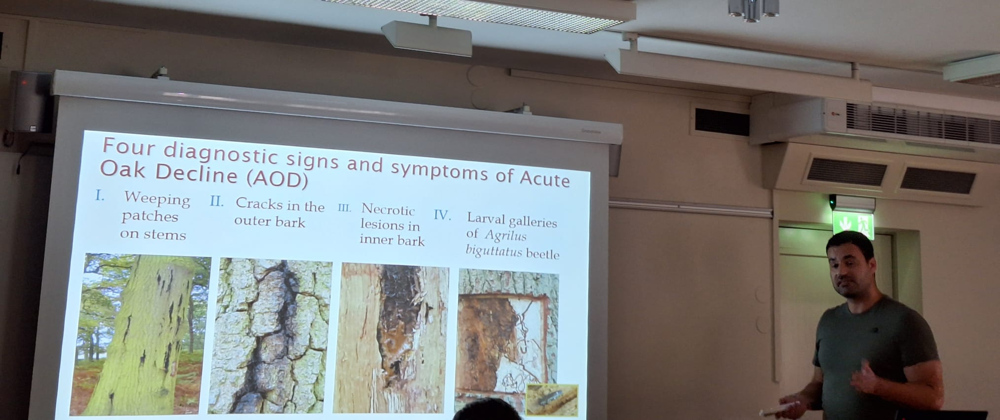 Four diagnostic signs and symptoms of Acute
Oak Decline (AOD)
I. Weeping
patches
on stems
II. Cracks in the
outer bark
III. Necrotic
lesions in
inner bark
IV. Larval galleries
of Agrilus
biguttatus beetle